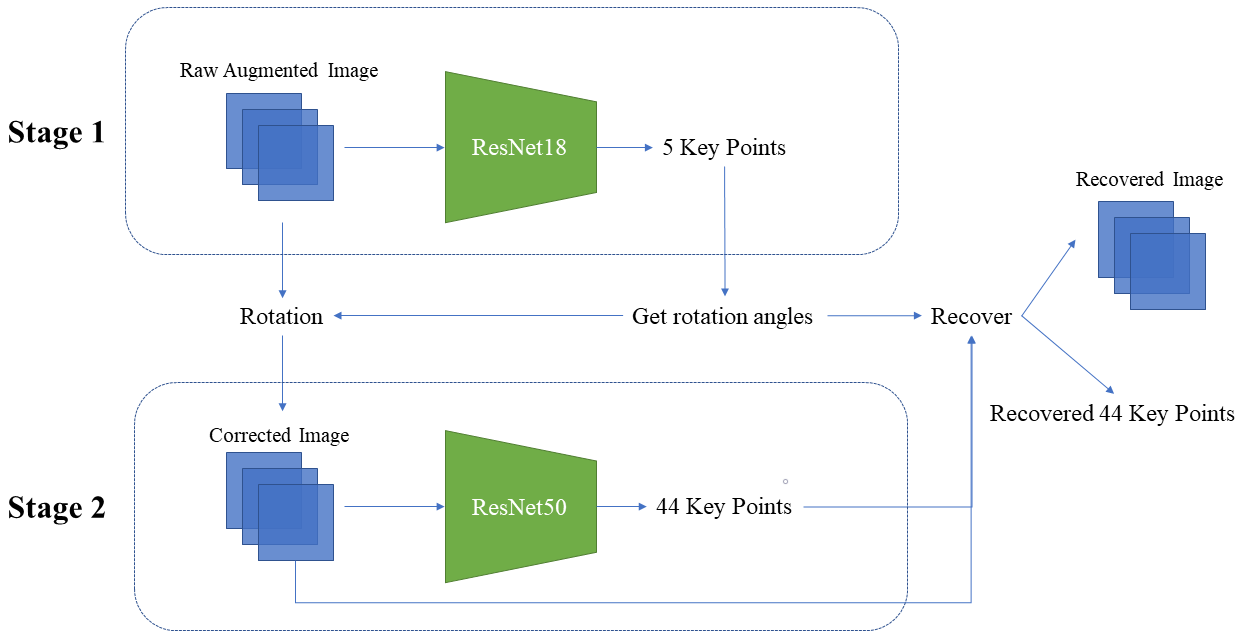 Raw Augmented Image
Stage 1
ResNet18
5 Key Points
Recovered Image
Rotation
Get rotation angles
Recover
Recovered 44 Key Points
Corrected Image
Stage 2
ResNet50
44 Key Points